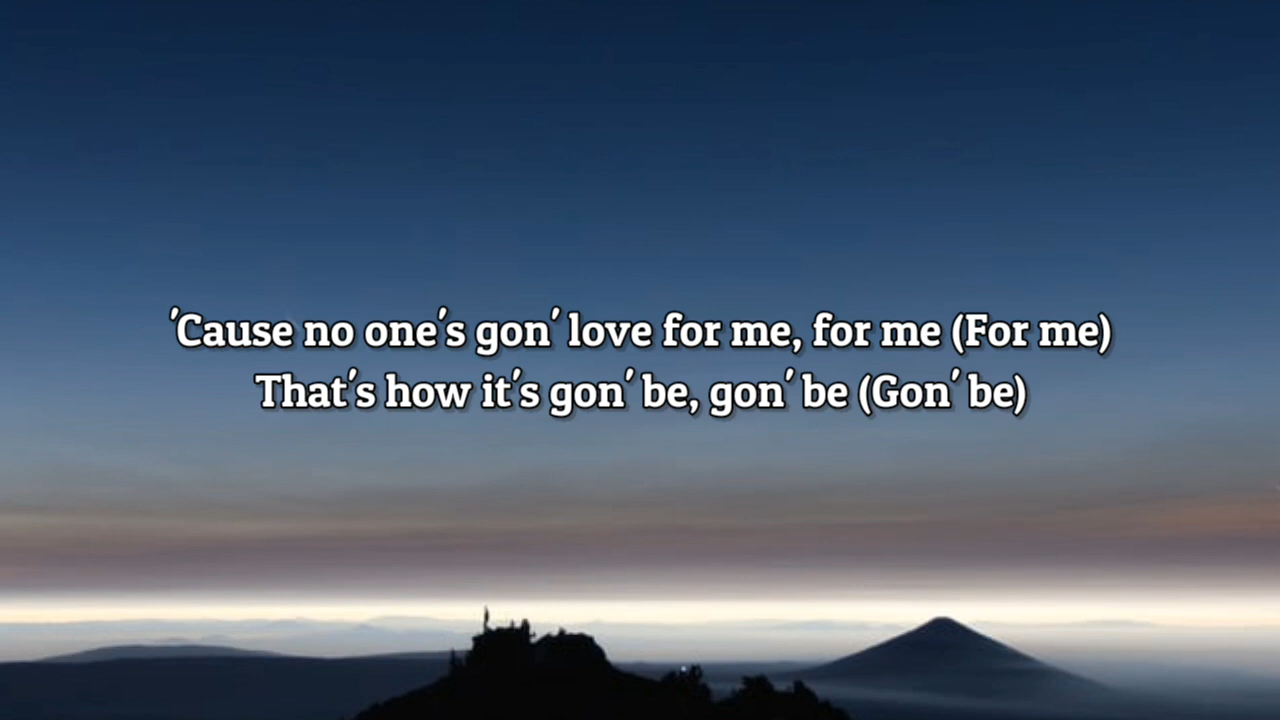 'Cause no one's gon' love for me, for me (For me)
That's how it's gon' be, gon' be (Gon' be)